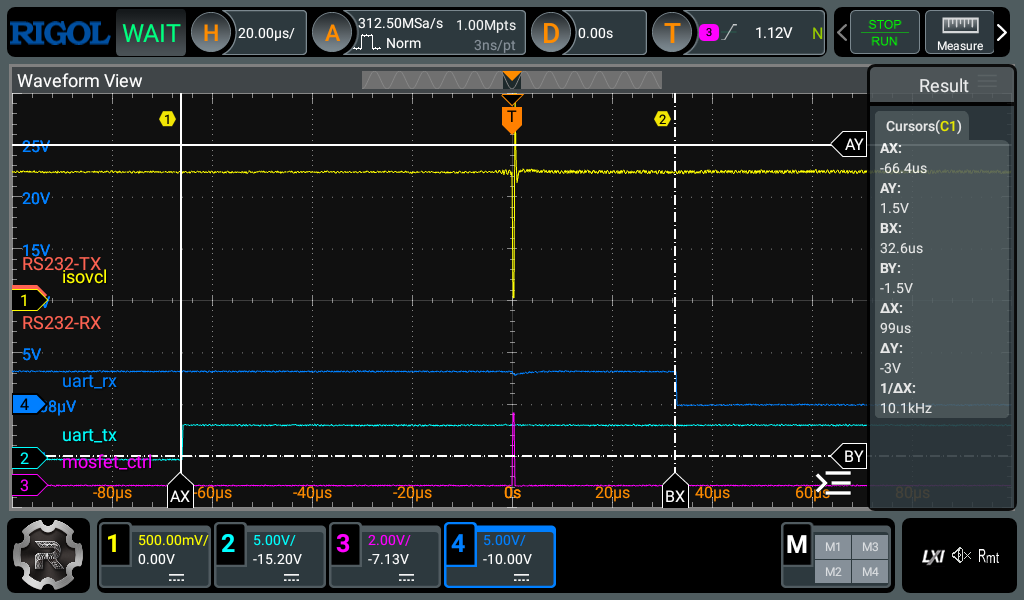 RIGOL WAIT H 20.00µs/ A 312.50MSa/s 1.00Mpts Norm 3ns/pt D 0.00s T 3 1.12V N STOP RUN Measure
Waveform View
Result
T
1
2
25V
AY
20V
15V
RS232-TX
isovcl
1
RS232-RX
5V
uart_rx
4
8µV
uart_tx
2
BY
mosfet_ctrl
3
-80µs
AX
-60µs
-40µs
-20µs
0s
20µs
BX
40µs
60µs
80µs
Cursors(C1)
AX:
-66.4us
AY:
1.5V
BX:
32.6us
BY:
-1.5V
ΔX:
99us
ΔY:
-3V
1/ΔX:
10.1kHz
1 500.00mV/ 0.00V
2 5.00V/ -15.20V
3 2.00V/ -7.13V
4 5.00V/ -10.00V
M M1 M3 M2 M4
LXI Rmt